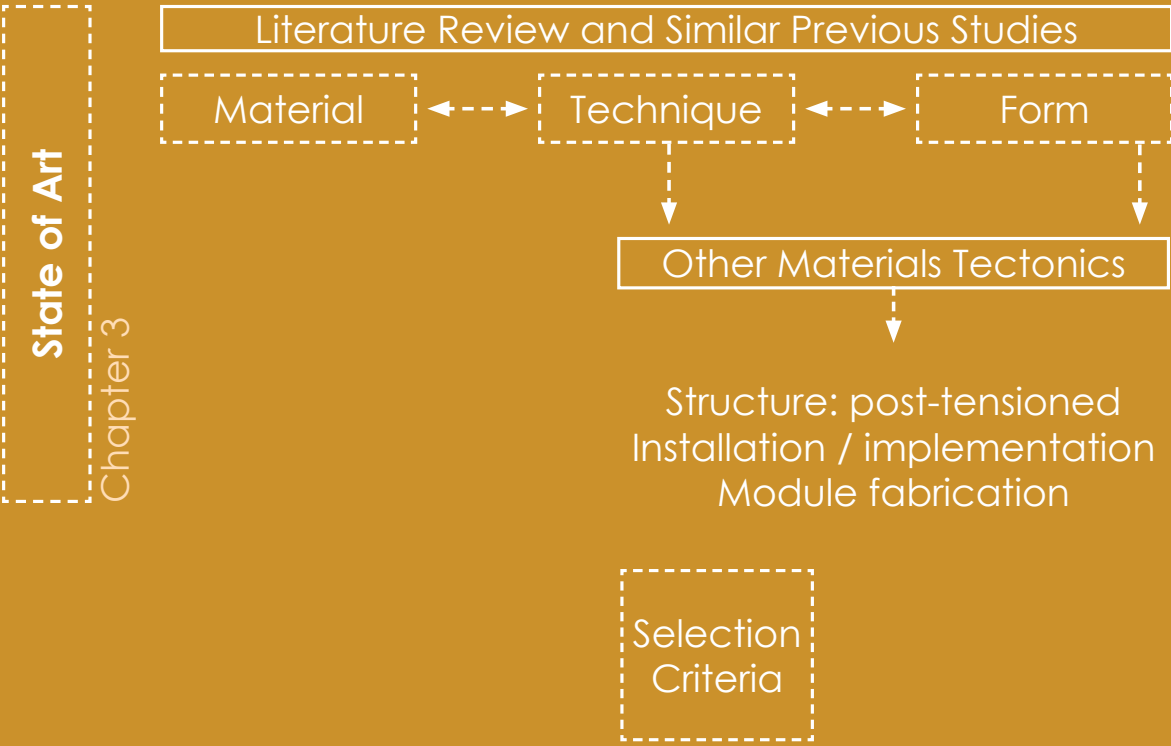 State of Art
Chapter 3
Literature Review and Similar Previous Studies
Material
Technique
Form
Other Materials Tectonics
Structure: post-tensioned
Installation / implementation
Module fabrication
Selection
Criteria